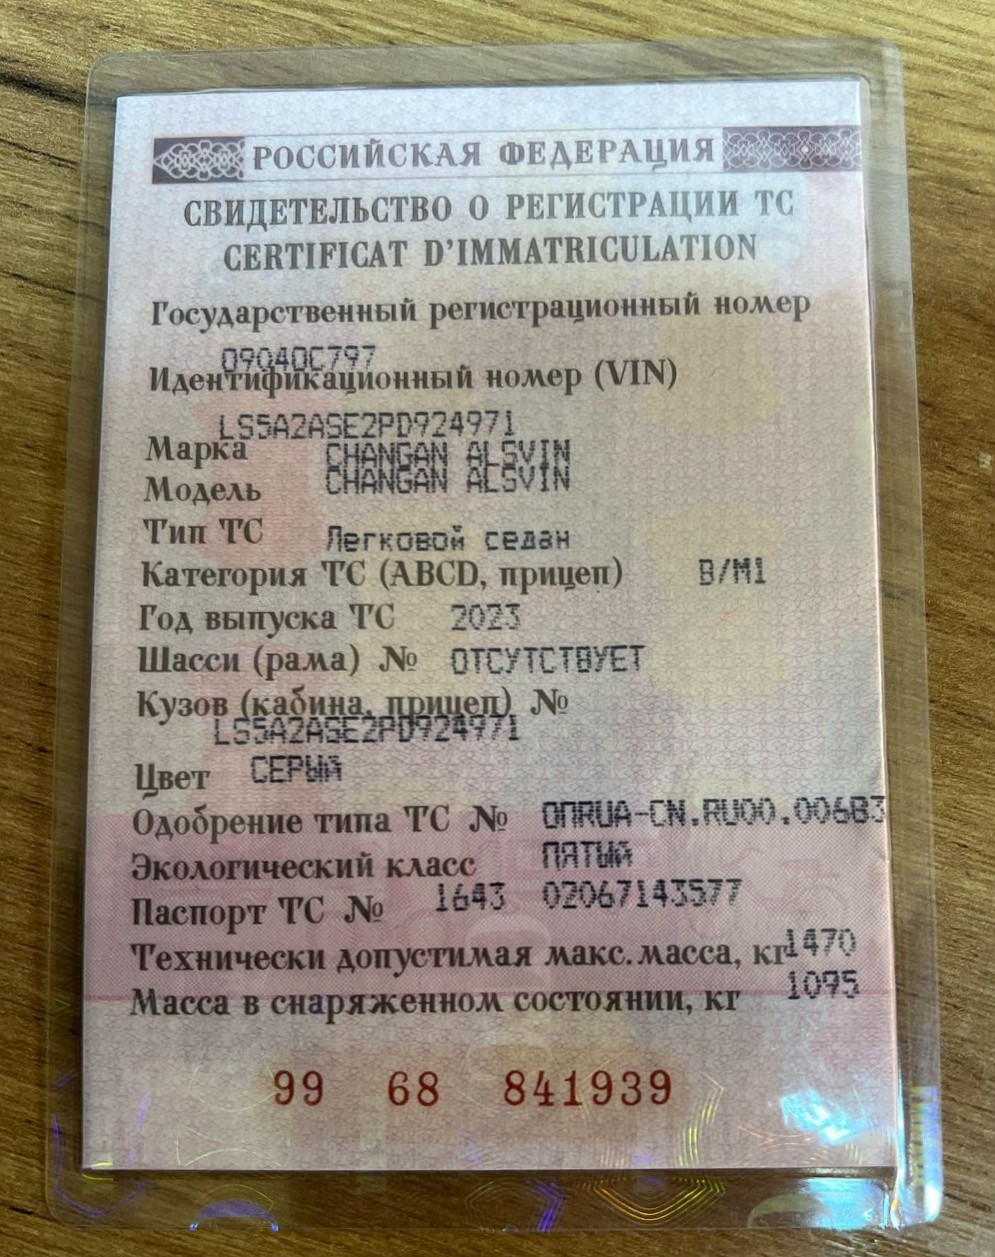 РОССИЙСКАЯ ФЕДЕРАЦИЯ
СВИДЕТЕЛЬСТВО О РЕГИСТРАЦИИ ТС
CERTIFICAT D'IMMATRICULATION
Государственный регистрационный номер
О904ОС797
Идентификационный номер (VIN)
LS5A2ASE2PD924971
Марка CHANGAN ALSVIN
Модель CHANGAN ALSVIN
Тип ТС Легковой седан
Категория ТС (ABCD, прицеп) B/M1
Год выпуска ТС 2023
Шасси (рама) № ОТСУТСТВУЕТ
Кузов (кабина, прицеп) №
LS5A2ASE2PD924971
Цвет СЕРЫЙ
Одобрение типа ТС № ОПRUA-CN.RU00.00683
Экологический класс ПЯТЫЙ
Паспорт ТС № 1643 02067143577
Технически допустимая макс.масса, кг 1470
Масса в снаряженном состоянии, кг 1095
99 68 841939